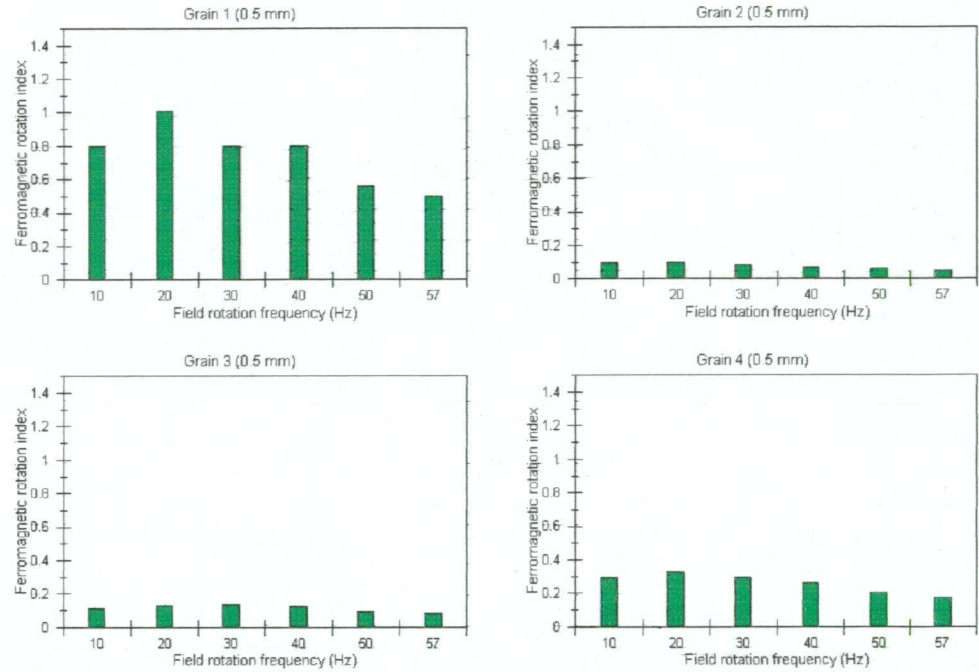 Grain 1 (0.5 mm)
Ferromagnetic rotation index
1.4
1.2
1
0.8
0.6
0.4
0.2
0
10 20 30 40 50 57
Field rotation frequency (Hz)
Grain 2 (0.5 mm)
Ferromagnetic rotation index
1.4
1.2
1
0.8
0.6
0.4
0.2
0
10 20 30 40 50 57
Field rotation frequency (Hz)
Grain 3 (0.5 mm)
Ferromagnetic rotation index
1.4
1.2
1
0.8
0.6
0.4
0.2
0
10 20 30 40 50 57
Field rotation frequency (Hz)
Grain 4 (0.5 mm)
Ferromagnetic rotation index
1.4
1.2
1
0.8
0.6
0.4
0.2
0
10 20 30 40 50 57
Field rotation frequency (Hz)